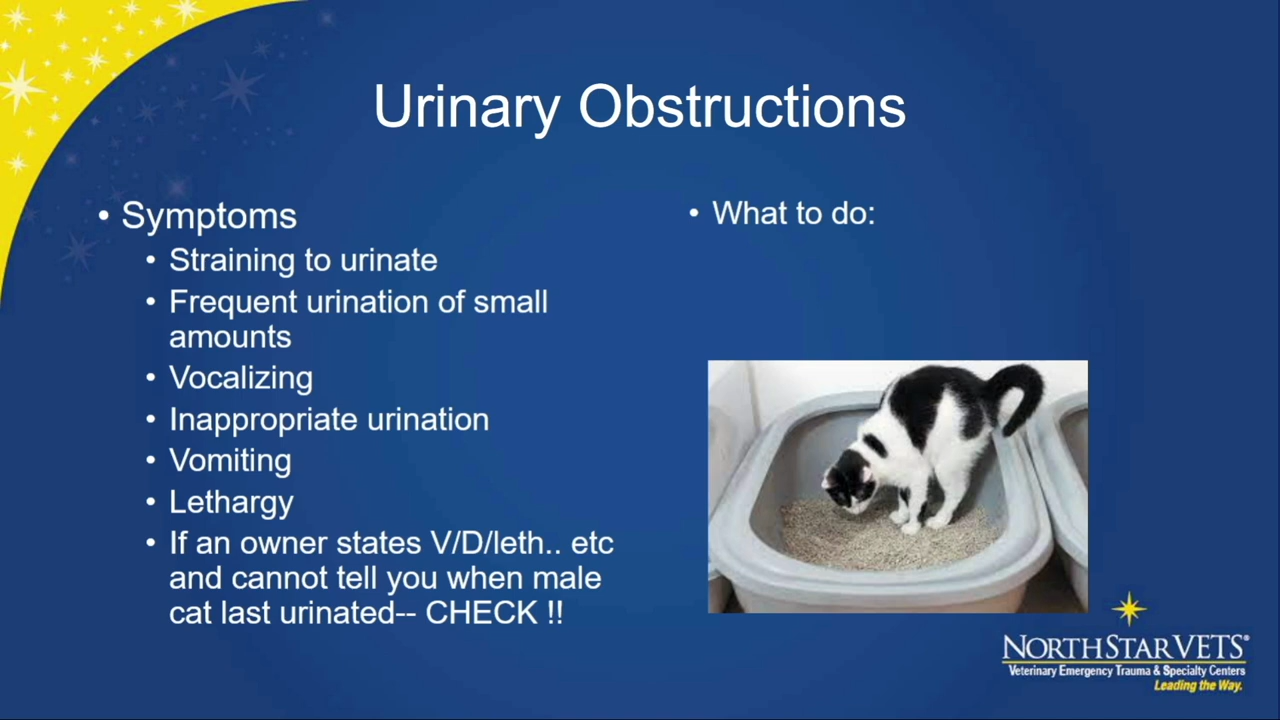 Urinary Obstructions
• Symptoms
• Straining to urinate
• Frequent urination of small
amounts
• Vocalizing
• Inappropriate urination
• Vomiting
• Lethargy
• If an owner states V/D/leth.. etc
and cannot tell you when male
cat last urinated-- CHECK !!
• What to do:
NORTHSTAR VETS®
Veterinary Emergency Trauma & Specialty Centers
Leading the Way.